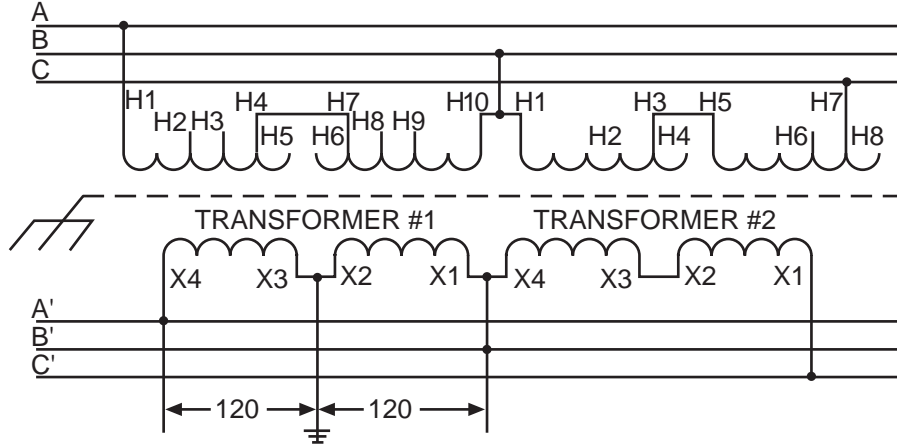 A
B
C
H1 H2 H3 H4 H5 H6 H7 H8 H9 H10 H1 H2 H3 H4 H5 H6 H7 H8
TRANSFORMER #1 TRANSFORMER #2
X4 X3 X2 X1 X4 X3 X2 X1
A'
B'
C'
120 120